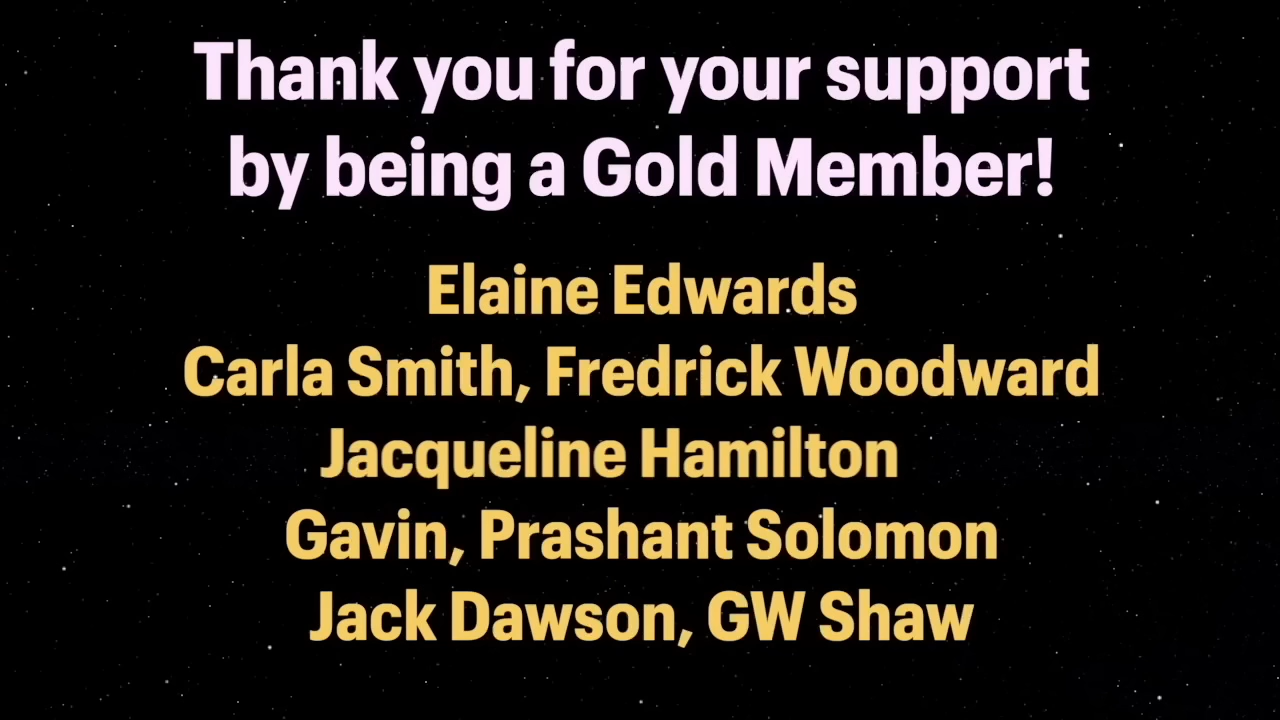 Thank you for your support
by being a Gold Member!
Elaine Edwards
Carla Smith, Fredrick Woodward
Jacqueline Hamilton
Gavin, Prashant Solomon
Jack Dawson, GW Shaw